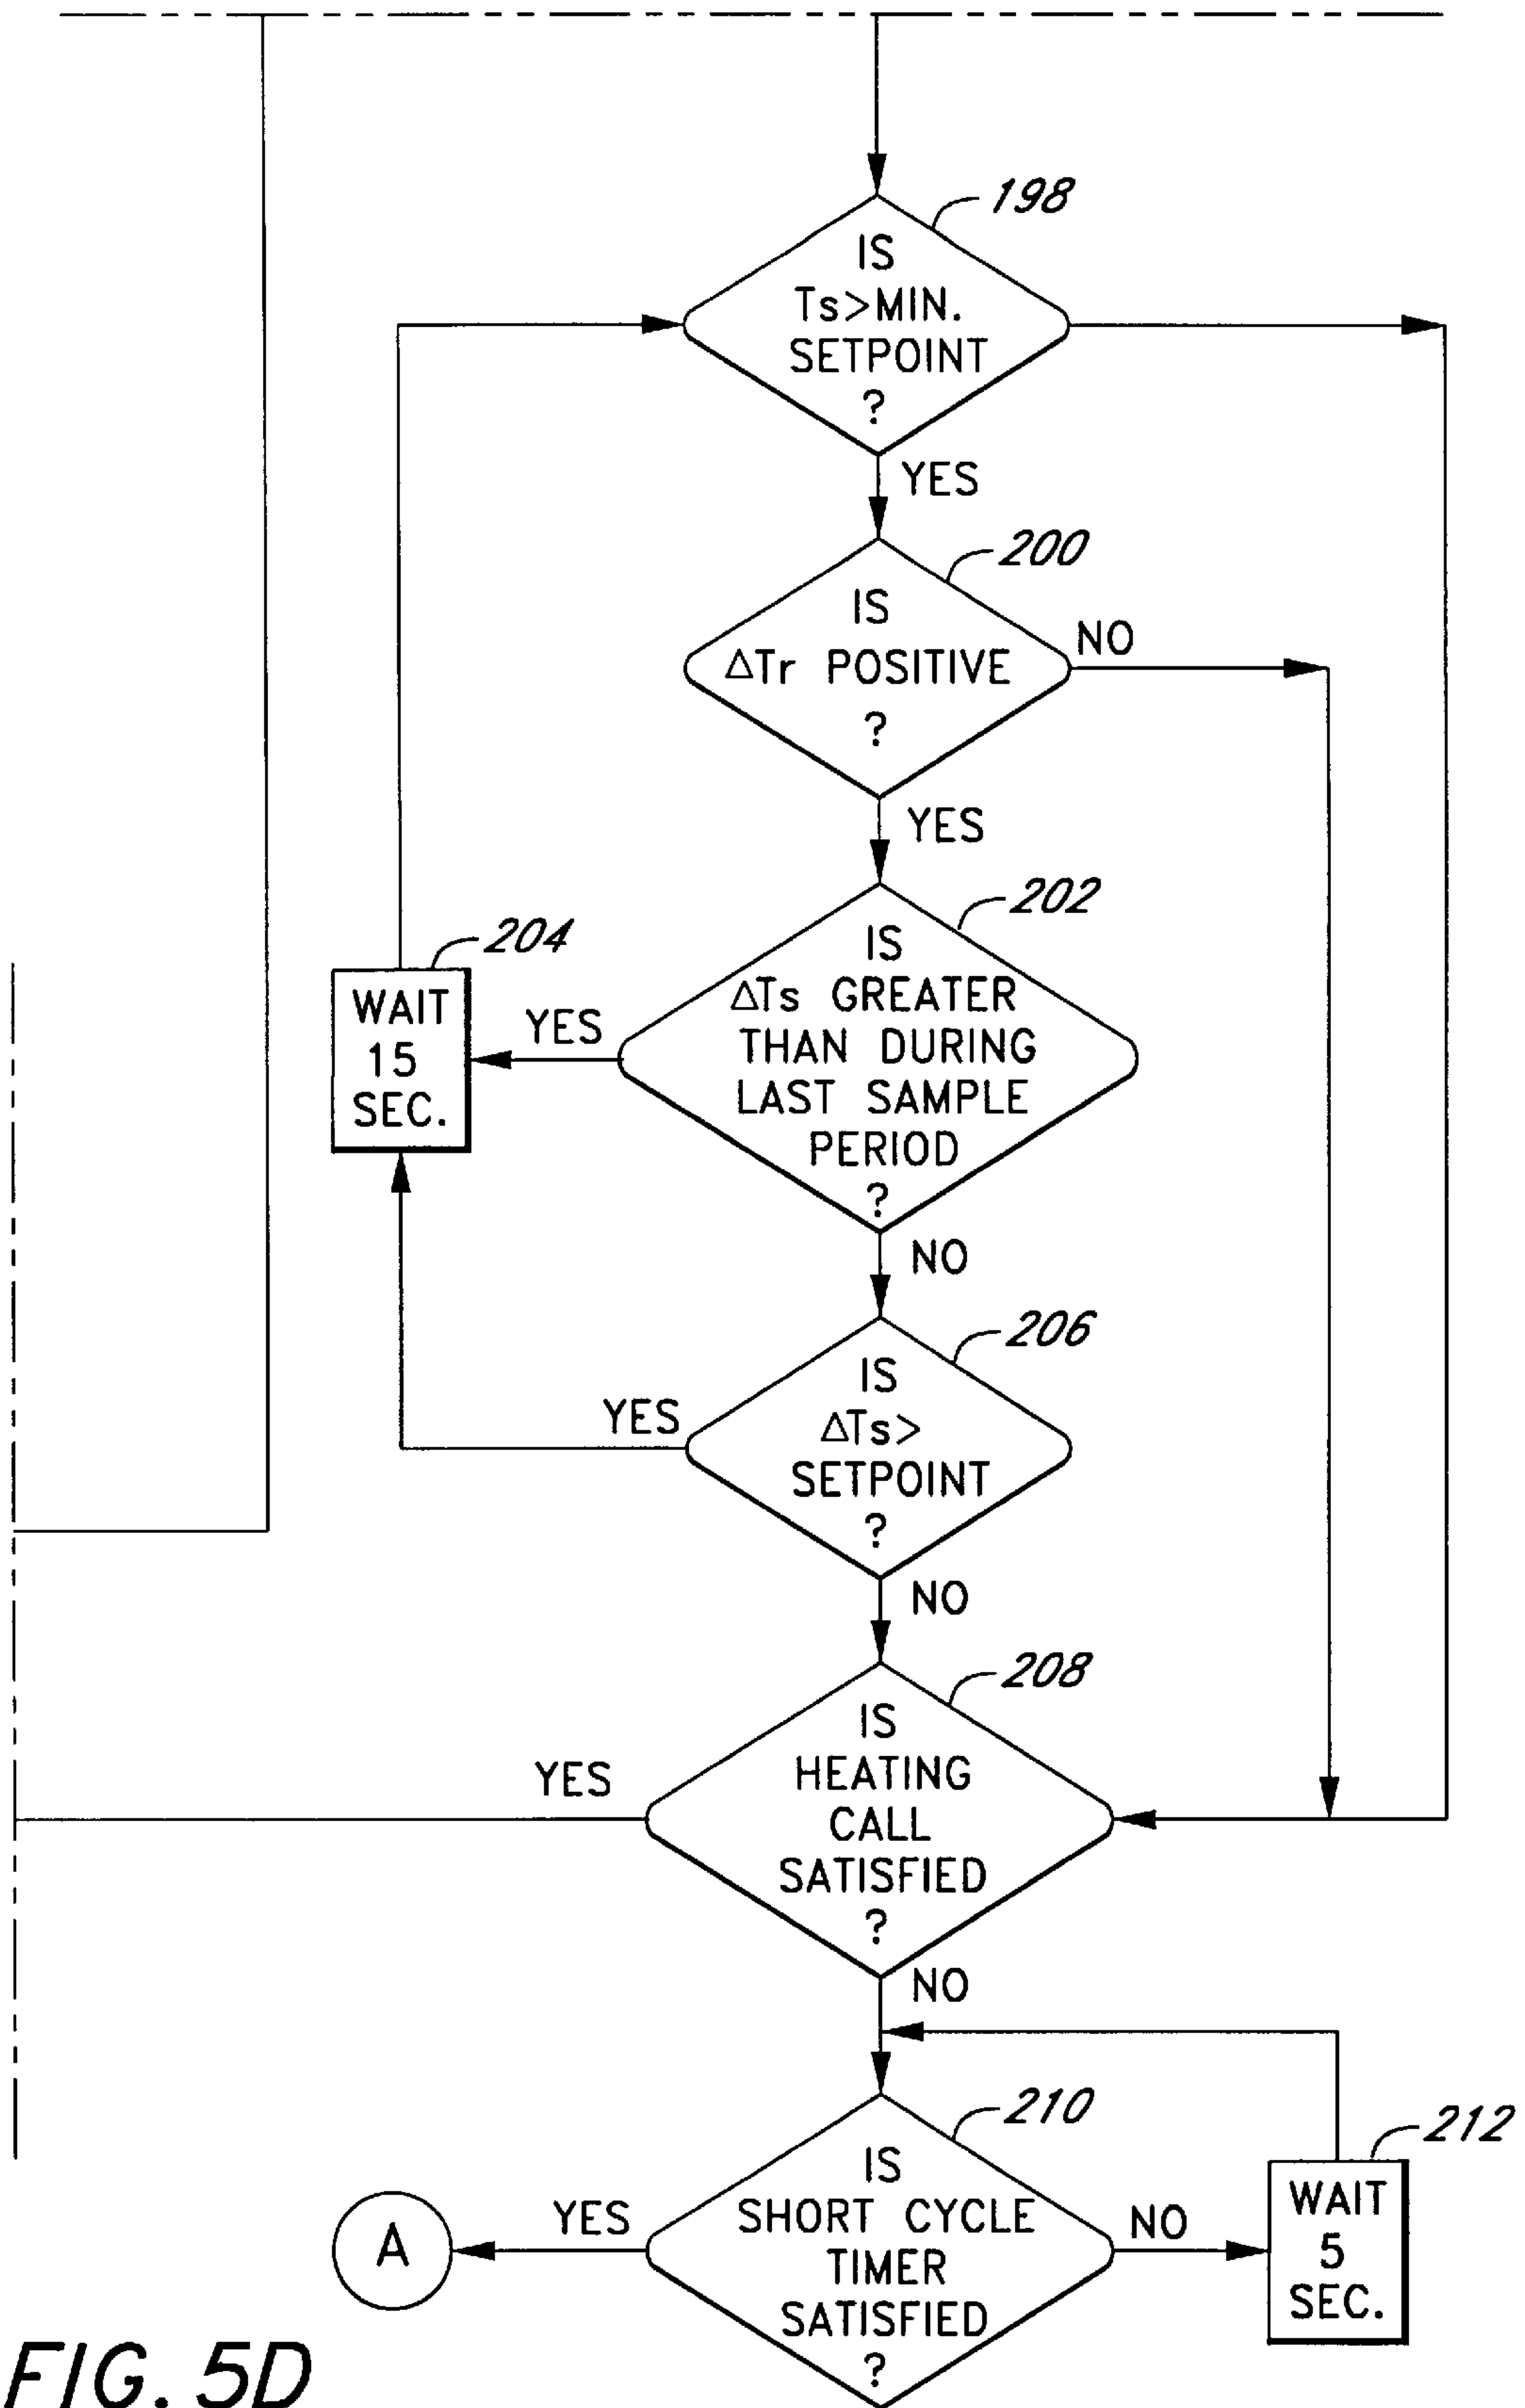 198
IS
Ts>MIN.
SETPOINT
?
YES
200
IS
ΔTr POSITIVE
?
NO
YES
202
IS
ΔTs GREATER
THAN DURING
LAST SAMPLE
PERIOD
?
YES
204
WAIT
15
SEC.
NO
206
IS
ΔTs>
SETPOINT
?
YES
NO
208
IS
HEATING
CALL
SATISFIED
?
YES
NO
210
IS
SHORT CYCLE
TIMER
SATISFIED
?
YES
A
NO
212
WAIT
5
SEC.
FIG. 5D